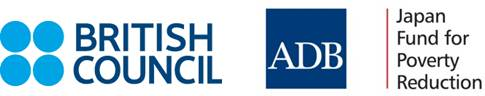 BRITISH
COUNCIL
ADB
Japan
Fund for
Poverty
Reduction